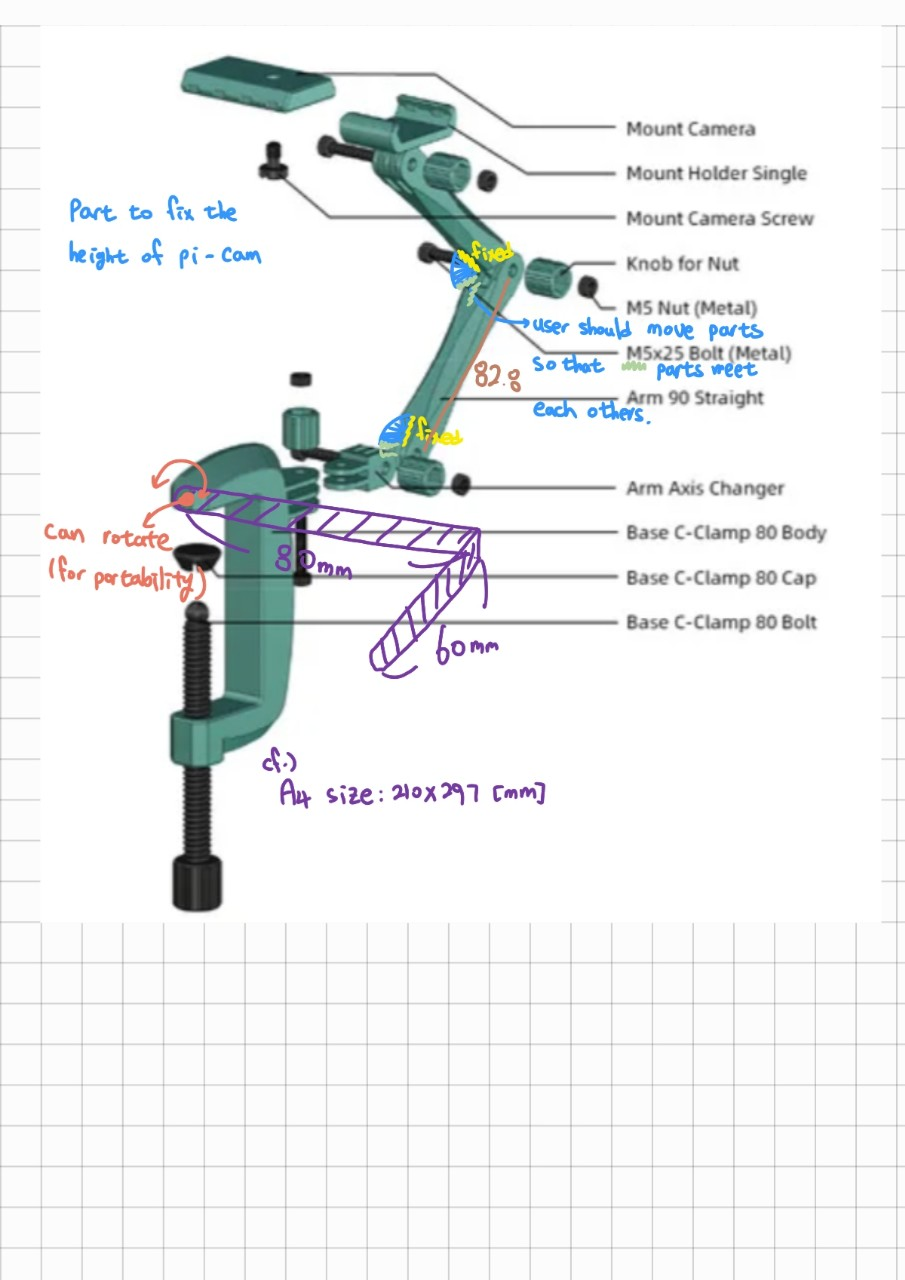 Mount Camera
Mount Holder Single
Part to fix the
height of pi-cam
Mount Camera Screw
fixed
Knob for Nut
M5 Nut (Metal)
user should move parts
M5x25 Bolt (Metal)
so that parts meet
82.8
Arm 90 Straight
each others.
fixed
Arm Axis Changer
Can rotate
(for portability)
Base C-Clamp 80 Body
80mm
Base C-Clamp 80 Cap
Base C-Clamp 80 Bolt
60mm
cf.)
A4 size: 210x297 [mm]